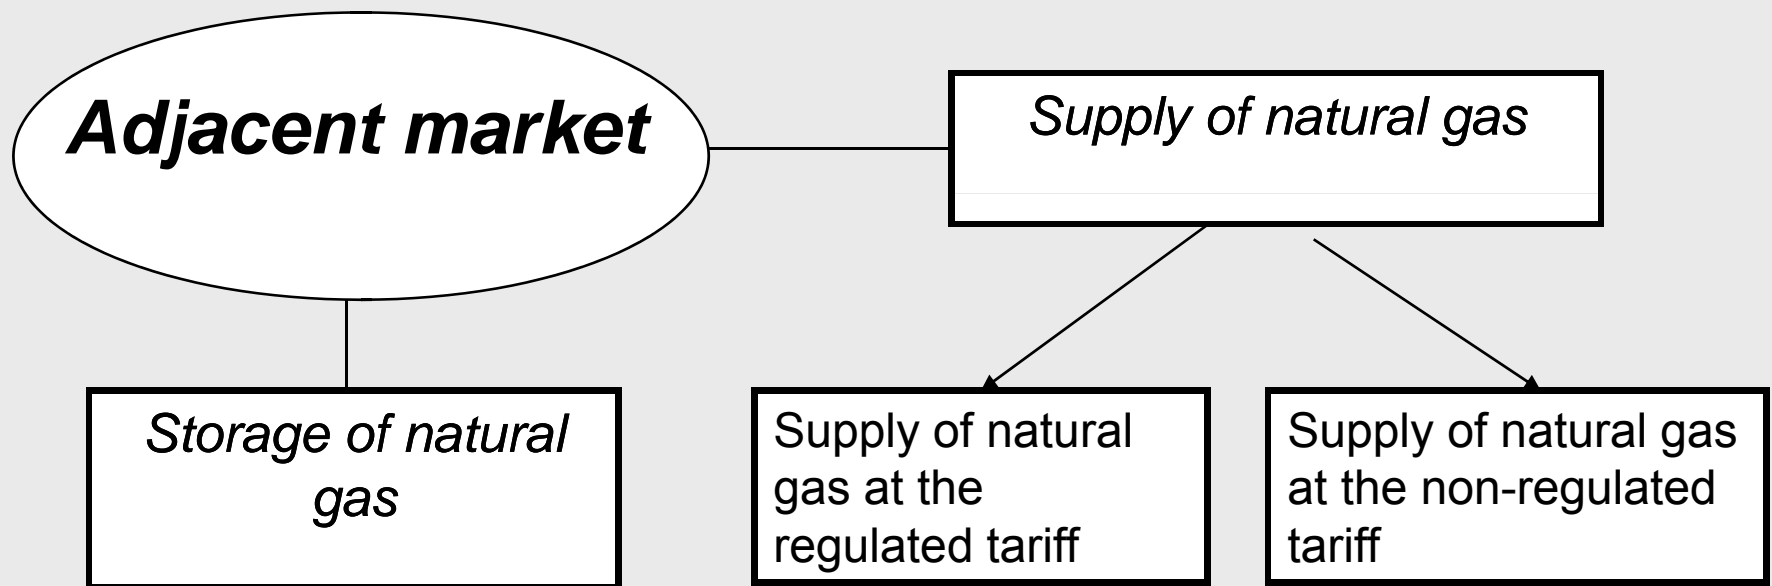 Adjacent market
Supply of natural gas
Storage of natural
gas
Supply of natural
gas at the
regulated tariff
Supply of natural gas
at the non-regulated
tariff